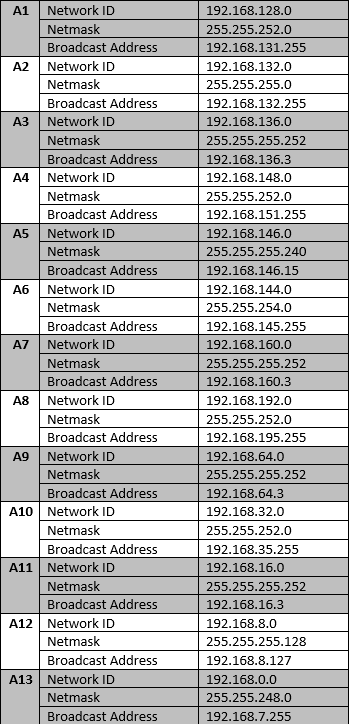 A1 Network ID 192.168.128.0
Netmask 255.255.252.0
Broadcast Address 192.168.131.255
A2 Network ID 192.168.132.0
Netmask 255.255.255.0
Broadcast Address 192.168.132.255
A3 Network ID 192.168.136.0
Netmask 255.255.255.252
Broadcast Address 192.168.136.3
A4 Network ID 192.168.148.0
Netmask 255.255.252.0
Broadcast Address 192.168.151.255
A5 Network ID 192.168.146.0
Netmask 255.255.255.240
Broadcast Address 192.168.146.15
A6 Network ID 192.168.144.0
Netmask 255.255.254.0
Broadcast Address 192.168.145.255
A7 Network ID 192.168.160.0
Netmask 255.255.255.252
Broadcast Address 192.168.160.3
A8 Network ID 192.168.192.0
Netmask 255.255.252.0
Broadcast Address 192.168.195.255
A9 Network ID 192.168.64.0
Netmask 255.255.255.252
Broadcast Address 192.168.64.3
A10 Network ID 192.168.32.0
Netmask 255.255.252.0
Broadcast Address 192.168.35.255
A11 Network ID 192.168.16.0
Netmask 255.255.255.252
Broadcast Address 192.168.16.3
A12 Network ID 192.168.8.0
Netmask 255.255.255.128
Broadcast Address 192.168.8.127
A13 Network ID 192.168.0.0
Netmask 255.255.248.0
Broadcast Address 192.168.7.255